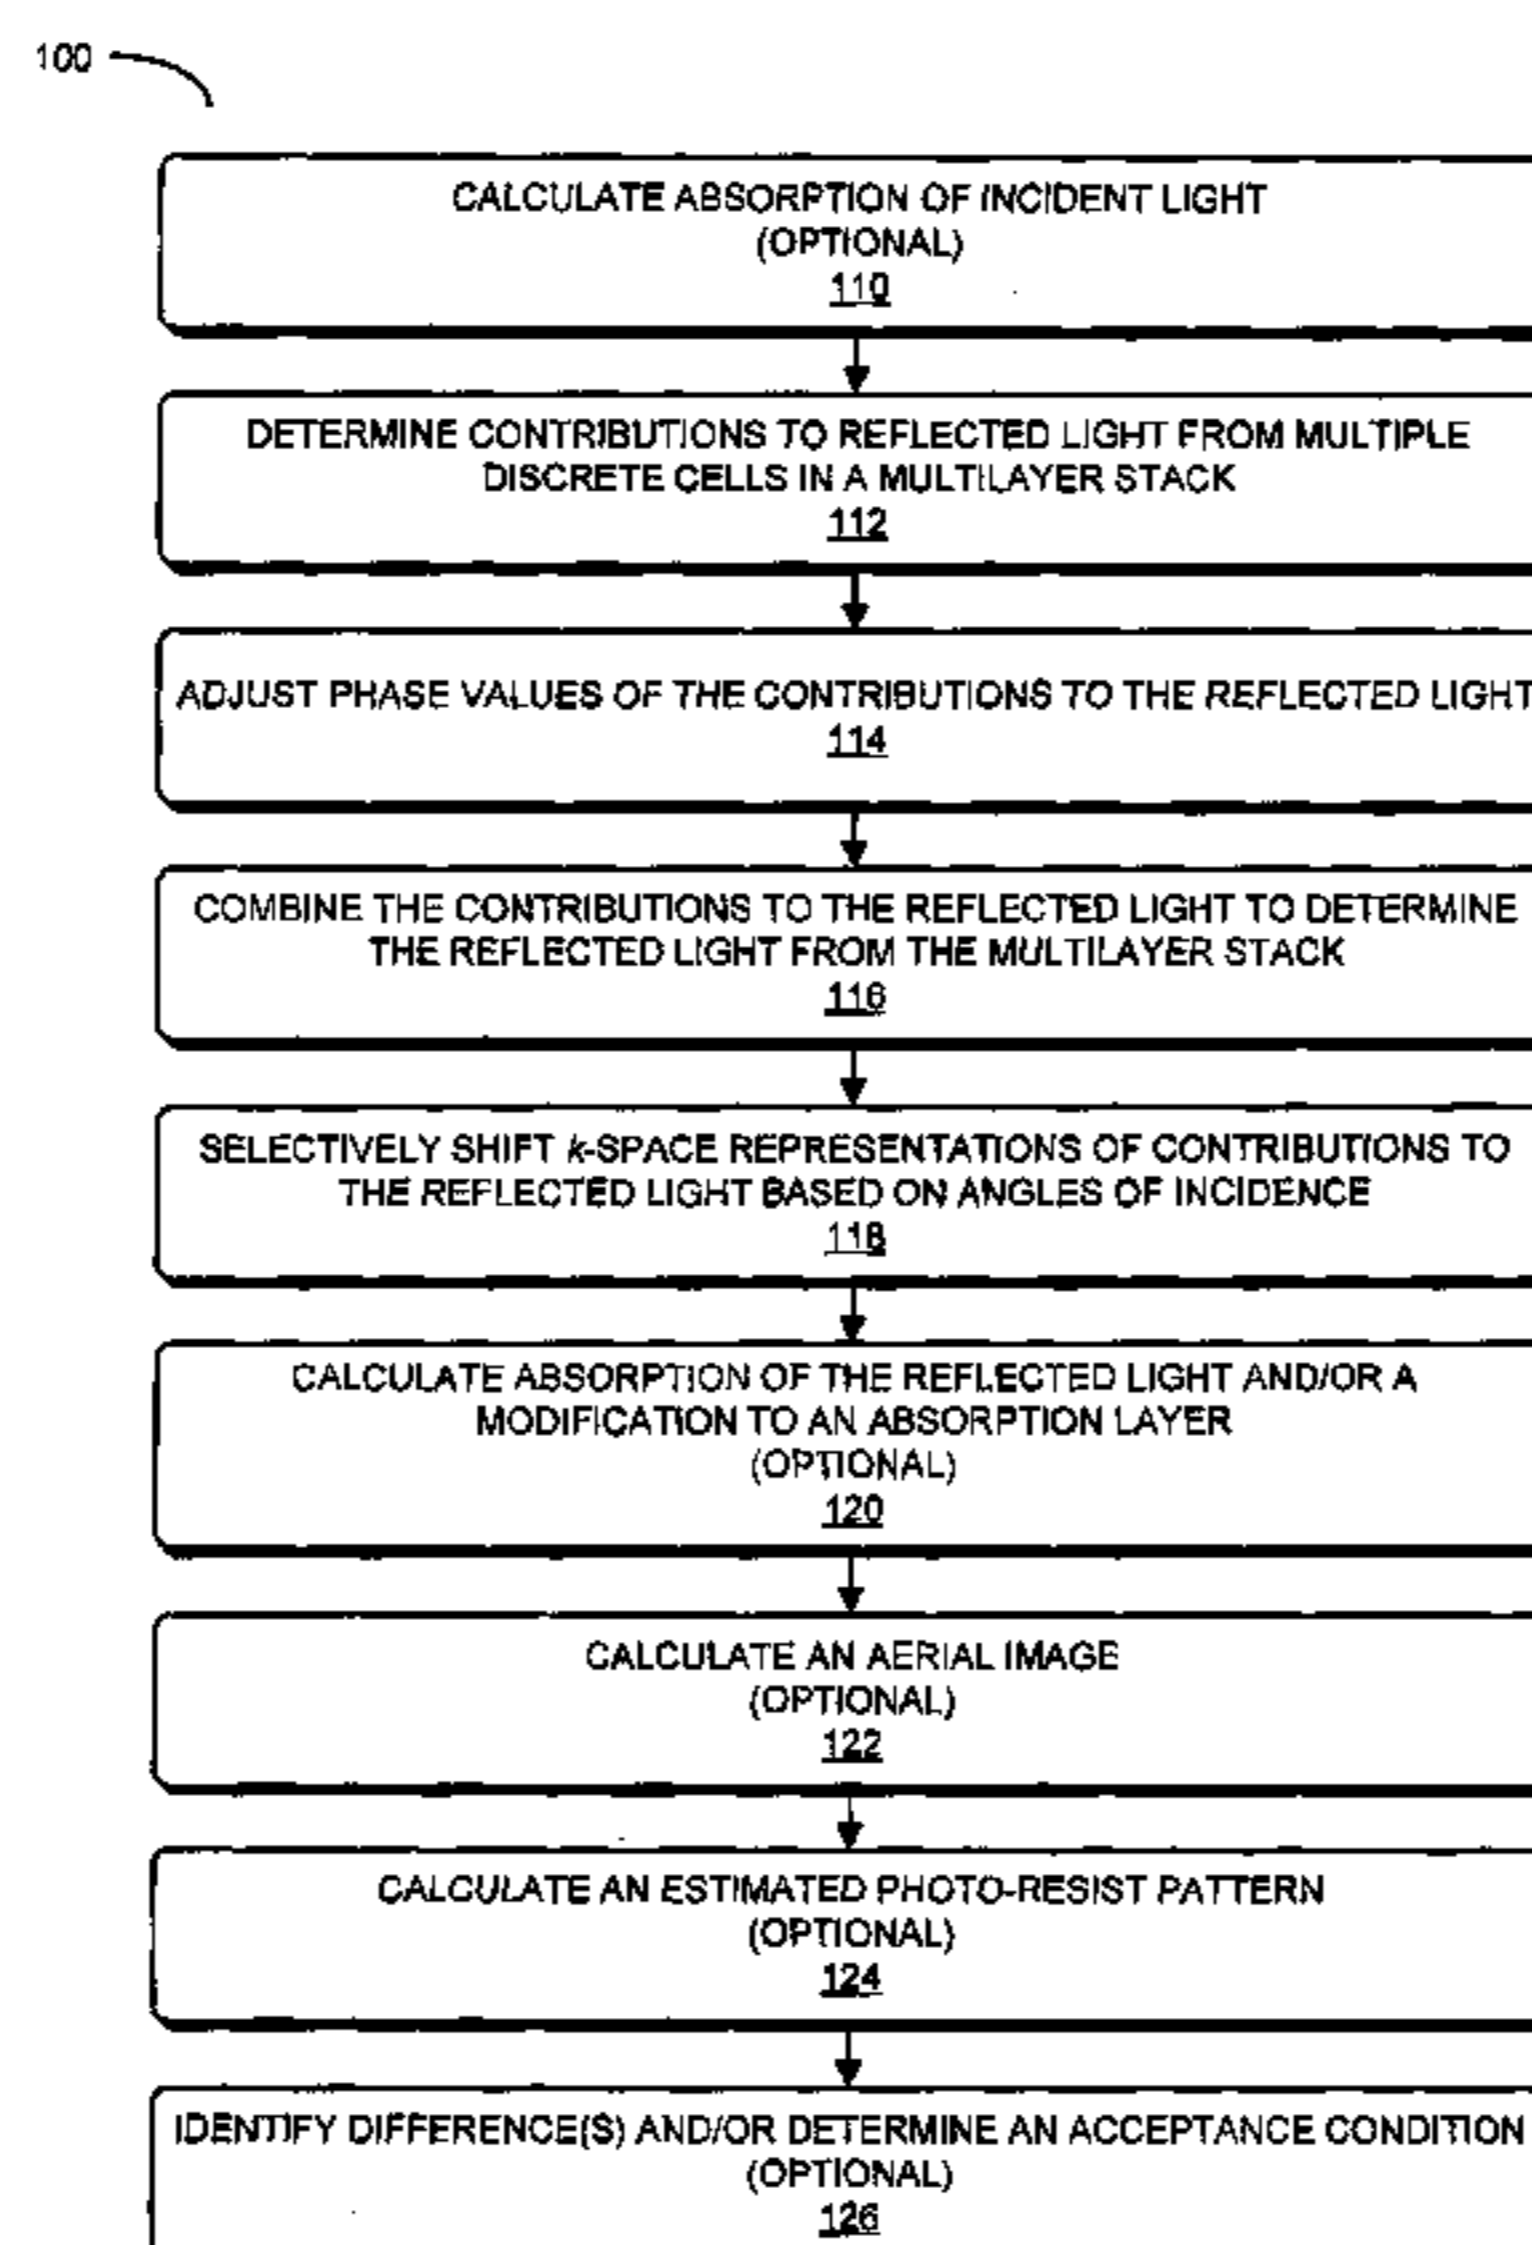 100
CALCULATE ABSORPTION OF INCIDENT LIGHT
(OPTIONAL)
110
DETERMINE CONTRIBUTIONS TO REFLECTED LIGHT FROM MULTIPLE
DISCRETE CELLS IN A MULTILAYER STACK
112
ADJUST PHASE VALUES OF THE CONTRIBUTIONS TO THE REFLECTED LIGHT
114
COMBINE THE CONTRIBUTIONS TO THE REFLECTED LIGHT TO DETERMINE
THE REFLECTED LIGHT FROM THE MULTILAYER STACK
116
SELECTIVELY SHIFT k-SPACE REPRESENTATIONS OF CONTRIBUTIONS TO
THE REFLECTED LIGHT BASED ON ANGLES OF INCIDENCE
118
CALCULATE ABSORPTION OF THE REFLECTED LIGHT AND/OR A
MODIFICATION TO AN ABSORPTION LAYER
(OPTIONAL)
120
CALCULATE AN AERIAL IMAGE
(OPTIONAL)
122
CALCULATE AN ESTIMATED PHOTO-RESIST PATTERN
(OPTIONAL)
124
IDENTIFY DIFFERENCE(S) AND/OR DETERMINE AN ACCEPTANCE CONDITION
(OPTIONAL)
126